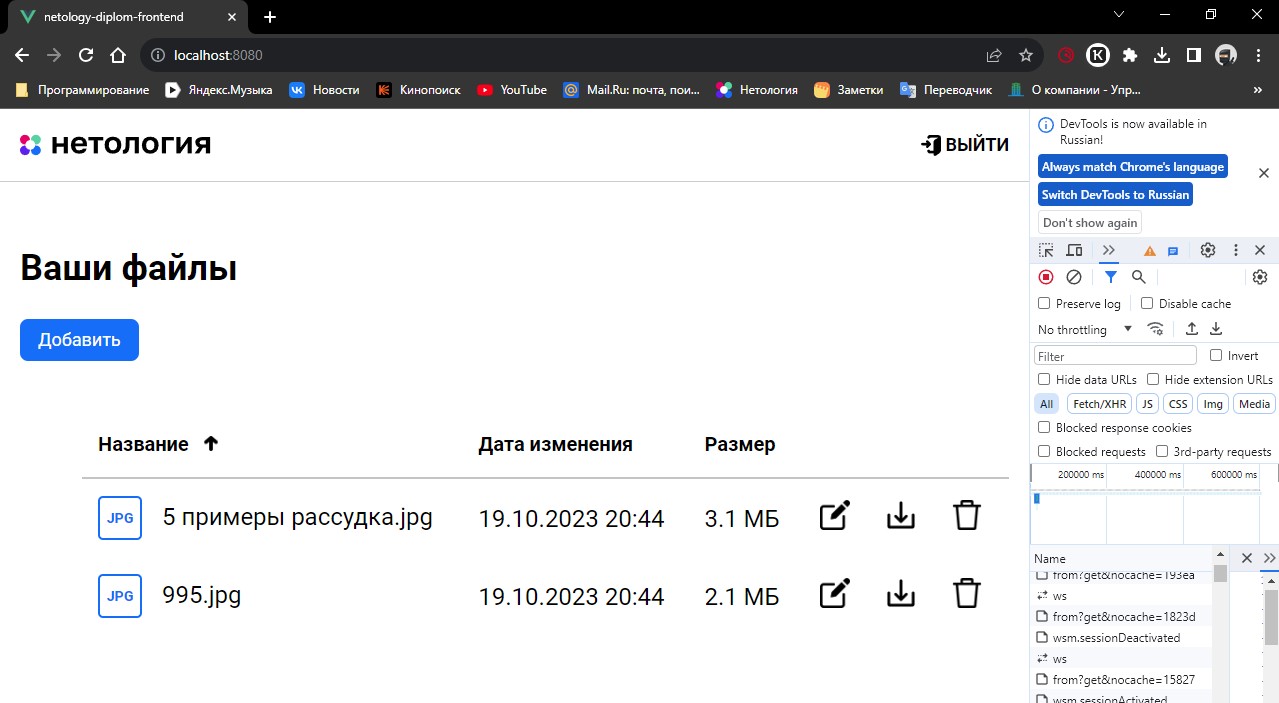 netology-diplom-frontend
localhost:8080
Программирование Яндекс.Музыка Новости Кинопоиск YouTube Mail.Ru: почта, пои... Нетология Заметки Переводчик О компании - Упр... »
нетология
ВЫЙТИ
Ваши файлы
Добавить
Название Дата изменения Размер
JPG 5 примеры рассудка.jpg 19.10.2023 20:44 3.1 МБ
JPG 995.jpg 19.10.2023 20:44 2.1 МБ
DevTools is now available in
Russian!
Always match Chrome's language
Switch DevTools to Russian
Don't show again
Preserve log Disable cache
No throttling
Filter Invert
Hide data URLs Hide extension URLs
All Fetch/XHR JS CSS Img Media
Blocked response cookies
Blocked requests 3rd-party requests
200000 ms 400000 ms 600000 ms
Name
from?get&nocache=193ea
ws
from?get&nocache=1823d
wsm.sessionDeactivated
ws
from?get&nocache=15827
wsm.sessionActivated